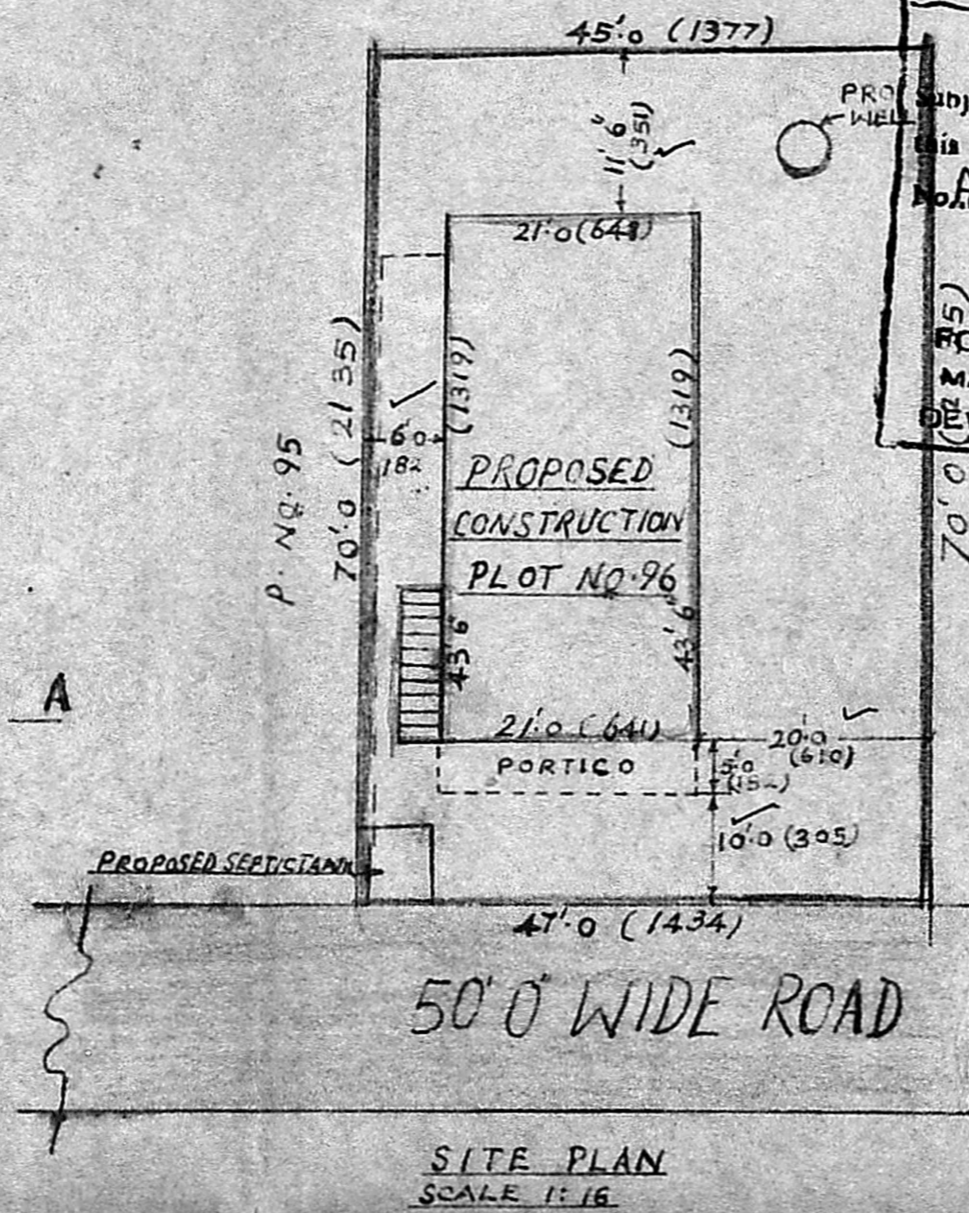 45'.0 (1377)
PRO
WELL
11'.6"
(351)
21'.0 (641)
(1319)
(1319)
70'.0 (2135)
P. NO. 95
6'0
182
PROPOSED
CONSTRUCTION
PLOT NO.96
43'6"
43'6"
70'.0
A
21'.0 (641)
20'.0
(610)
PORTICO
5'.0
(152)
10'.0 (305)
PROPOSED SEPTIC TANK
47'.0 (1434)
50'0" WIDE ROAD
SITE PLAN
SCALE 1:16